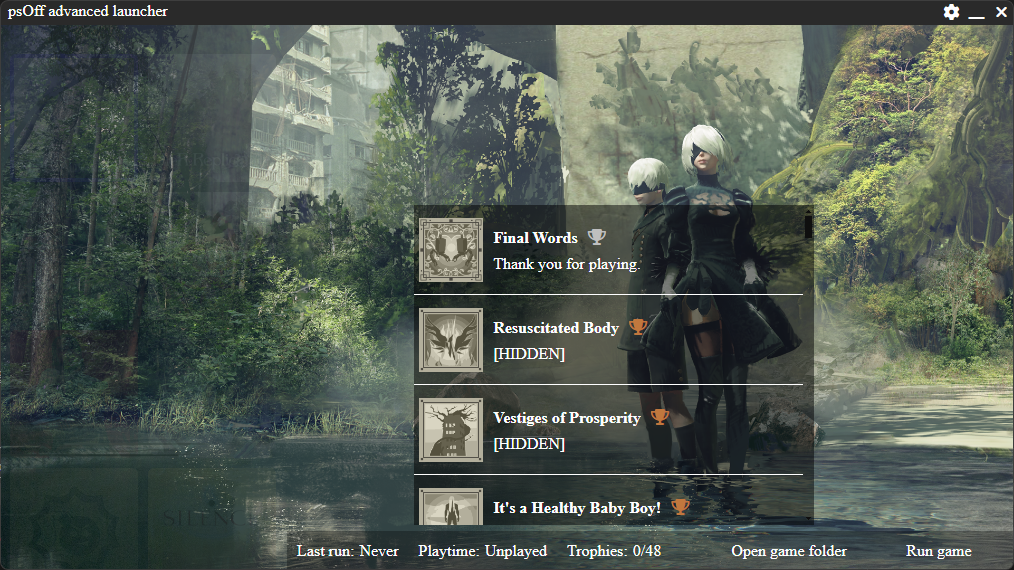 psOff advanced launcher
Final Words
Thank you for playing.
Resuscitated Body
[HIDDEN]
Vestiges of Prosperity
[HIDDEN]
It's a Healthy Baby Boy!
Last run: Never Playtime: Unplayed Trophies: 0/48 Open game folder Run game